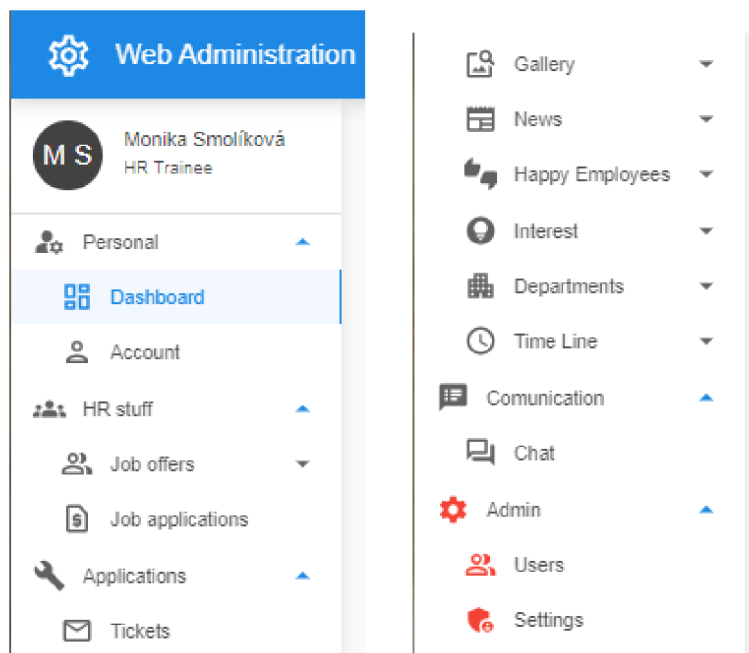 Web Administration
M S
Monika Smolíková
HR Trainee
Personal
Dashboard
Account
HR stuff
Job offers
Job applications
Applications
Tickets
Gallery
News
Happy Employees
Interest
Departments
Time Line
Comunication
Chat
Admin
Users
Settings